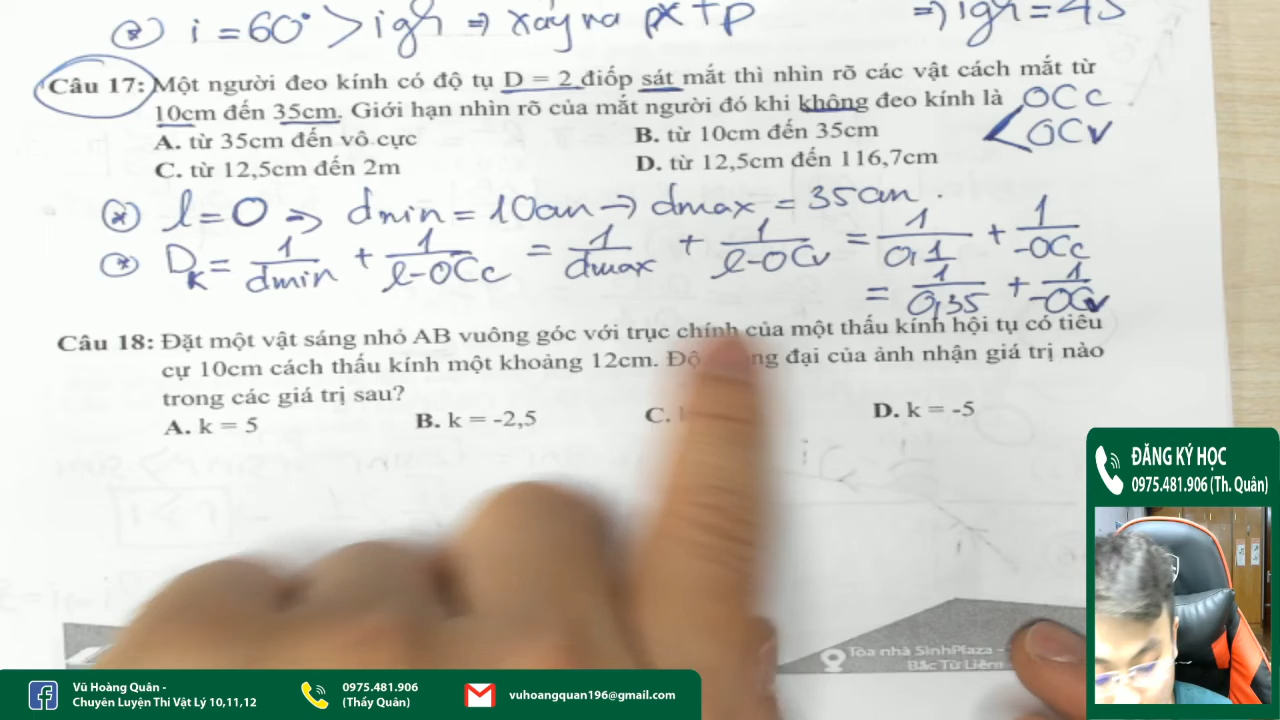 ⊛ i = 60° > igh ⇒ xảy ra px + p
⇒ igh = 45
Câu 17: Một người đeo kính có độ tụ D = 2 điốp sát mắt thì nhìn rõ các vật cách mắt từ
10cm đến 35cm. Giới hạn nhìn rõ của mắt người đó khi không đeo kính là
OCc
OCv
A. từ 35cm đến vô cực
B. từ 10cm đến 35cm
C. từ 12,5cm đến 2m
D. từ 12,5cm đến 116,7cm
⊛ l = 0 ⇒ dmin = 10cm → dmax = 35cm.
⊛ Dk = 1/dmin + 1/(l-OCc) = 1/dmax + 1/(l-OCv) = 1/0,1 + 1/-OCc
= 1/0,35 + 1/-OCv
Câu 18: Đặt một vật sáng nhỏ AB vuông góc với trục chính của một thấu kính hội tụ có tiêu
cự 10cm cách thấu kính một khoảng 12cm. Độ đại của ảnh nhận giá trị nào
trong các giá trị sau?
A. k = 5
B. k = -2,5
C.
D. k = -5
ĐĂNG KÝ HỌC
0975.481.906 (Th. Quân)
Tòa nhà SinhPlaza -
Bắc Từ Liêm
Vũ Hoàng Quân -
Chuyên Luyện Thi Vật Lý 10,11,12
0975.481.906
(Thầy Quân)
vuhoangquan196@gmail.com